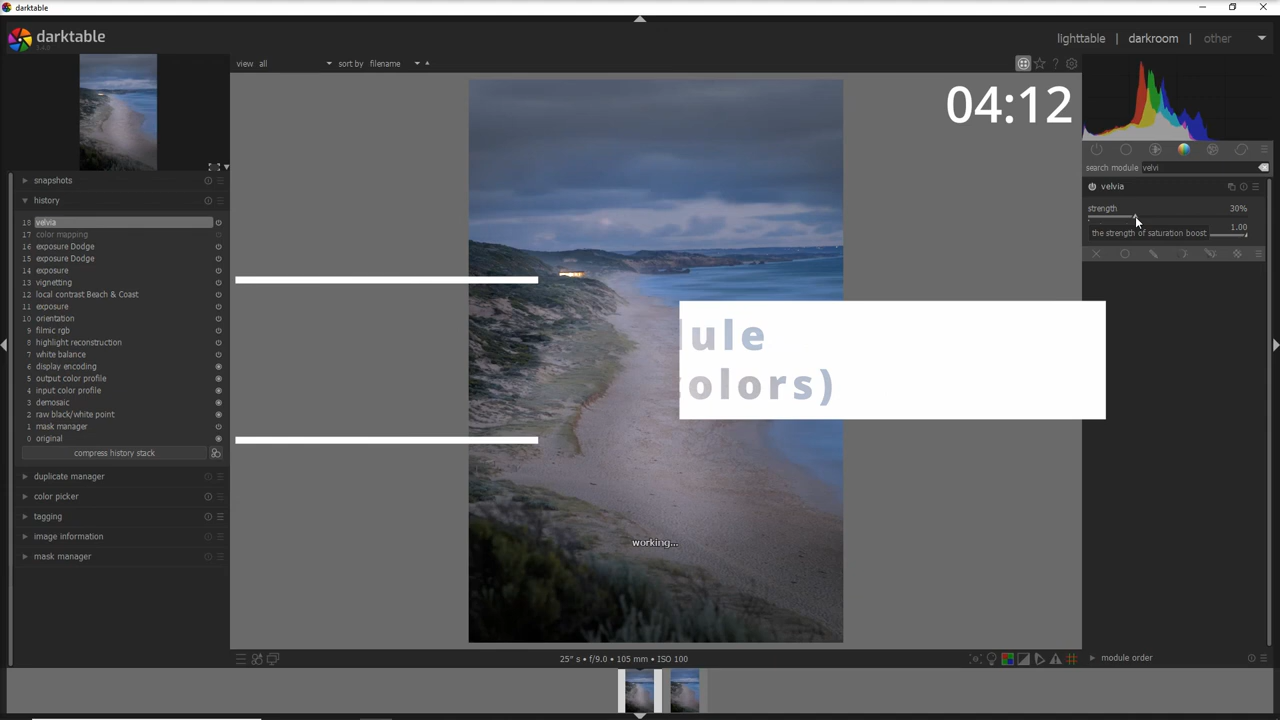 darktable
darktable
3.4.0
lighttable | darkroom | other
view all
sort by filename
04:12
snapshots
history
18 velvia
17 color mapping
16 exposure Dodge
15 exposure Dodge
14 exposure
13 vignetting
12 local contrast Beach & Coast
11 exposure
10 orientation
9 filmic rgb
8 highlight reconstruction
7 white balance
6 display encoding
5 output color profile
4 input color profile
3 demosaic
2 raw black/white point
1 mask manager
0 original
compress history stack
duplicate manager
color picker
tagging
image information
mask manager
ule
olors)
working...
25" s • f/9.0 • 105 mm • ISO 100
search module velvi
velvia
strength 30%
1.00
the strength of saturation boost
module order